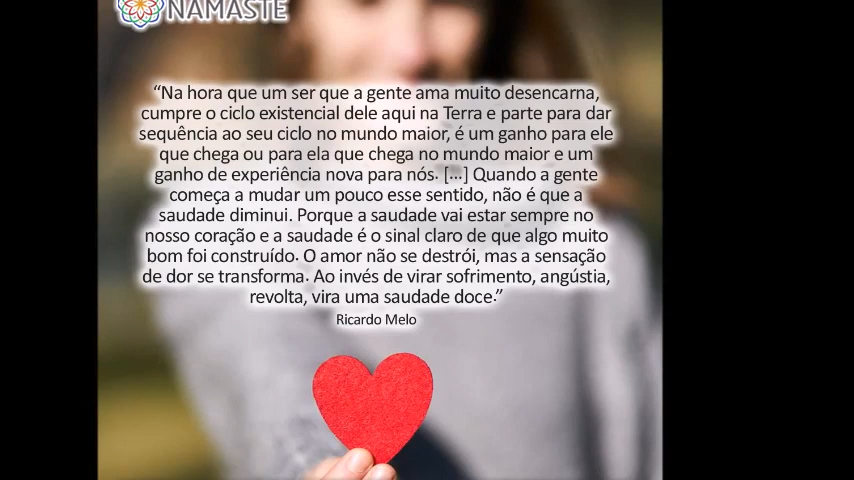 NAMASTÊ
“Na hora que um ser que a gente ama muito desencarna,
cumpre o ciclo existencial dele aqui na Terra e parte para dar
sequência ao seu ciclo no mundo maior, é um ganho para ele
que chega ou para ela que chega no mundo maior e um
ganho de experiência nova para nós. [...] Quando a gente
começa a mudar um pouco esse sentido, não é que a
saudade diminui. Porque a saudade vai estar sempre no
nosso coração e a saudade é o sinal claro de que algo muito
bom foi construído. O amor não se destrói, mas a sensação
de dor se transforma. Ao invés de virar sofrimento, angústia,
revolta, vira uma saudade doce.”
Ricardo Melo